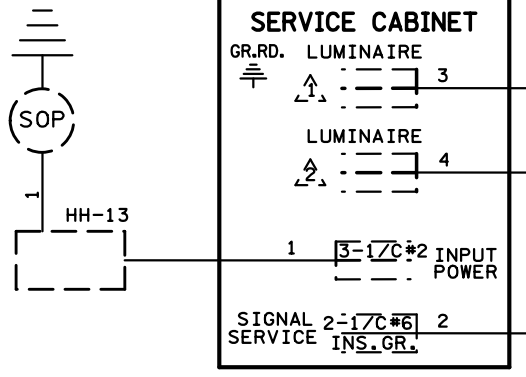 SERVICE CABINET
GR.RD. LUMINAIRE
1
3
SOP
LUMINAIRE
2
4
1
HH-13
1
3-1/C#2 INPUT
POWER
SIGNAL 2-1/C#6 2
SERVICE INS.GR.